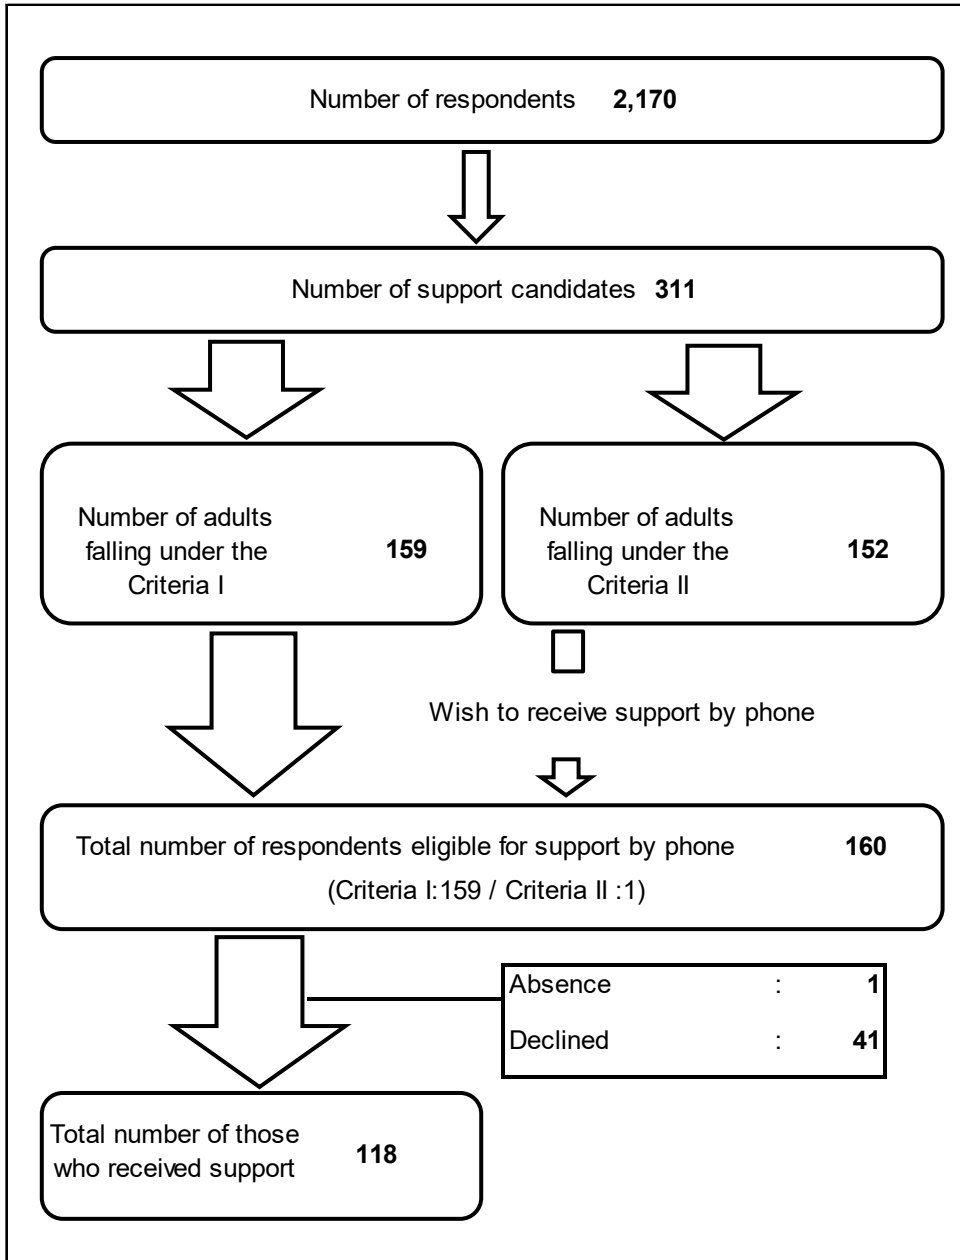 Number of respondents 2,170
Number of support candidates 311
Number of adults
falling under the
Criteria I
159
Number of adults
falling under the
Criteria II
152
Wish to receive support by phone
Total number of respondents eligible for support by phone 160
(Criteria I:159 / Criteria II :1)
Absence : 1
Declined : 41
Total number of those
who received support
118